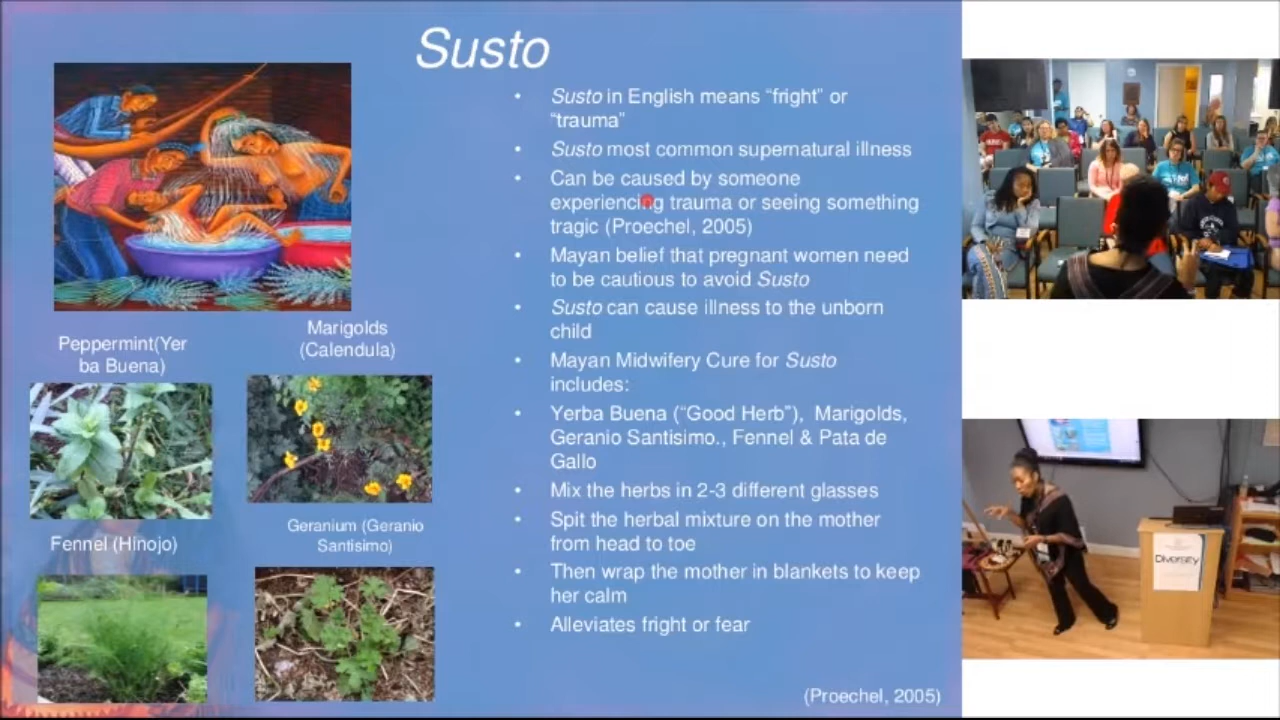 Susto
• Susto in English means “fright” or
“trauma”
• Susto most common supernatural illness
• Can be caused by someone
experiencing trauma or seeing something
tragic (Proechel, 2005)
• Mayan belief that pregnant women need
to be cautious to avoid Susto
• Susto can cause illness to the unborn
child
• Mayan Midwifery Cure for Susto
includes:
• Yerba Buena (“Good Herb”), Marigolds,
Geranio Santisimo., Fennel & Pata de
Gallo
• Mix the herbs in 2-3 different glasses
• Spit the herbal mixture on the mother
from head to toe
• Then wrap the mother in blankets to keep
her calm
• Alleviates fright or fear
(Proechel, 2005)
Peppermint(Yer
ba Buena)
Marigolds
(Calendula)
Fennel (Hinojo)
Geranium (Geranio
Santisimo)
Diversity